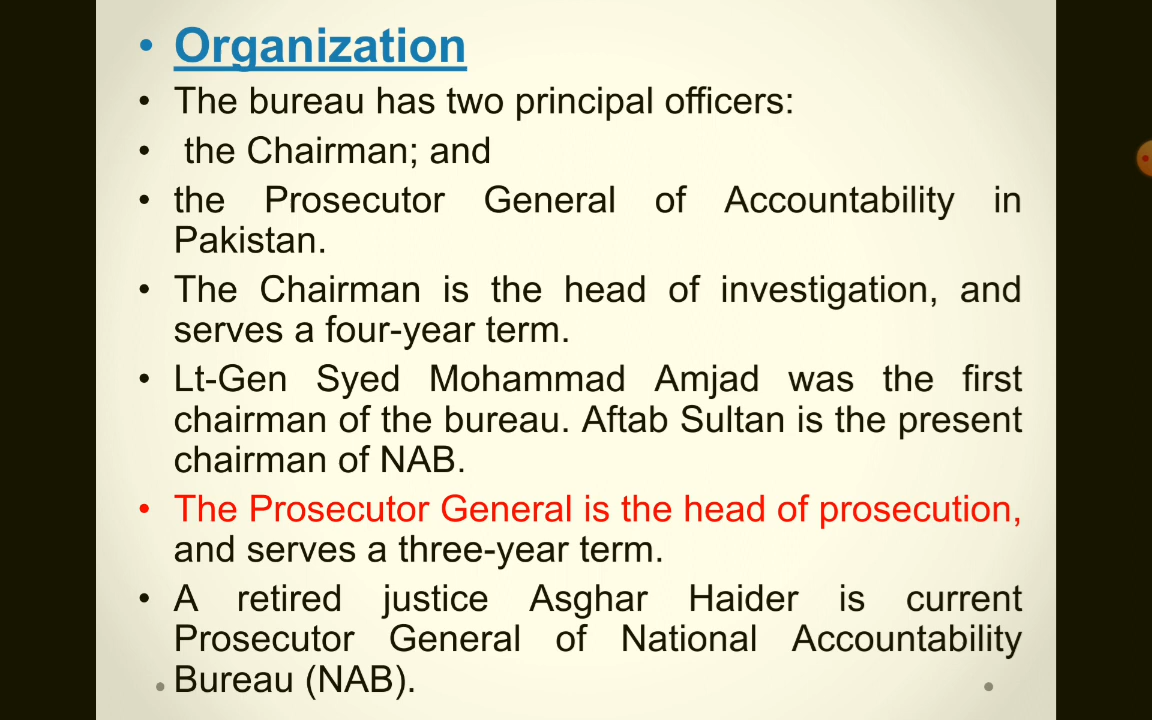 • Organization
• The bureau has two principal officers:
• the Chairman; and
• the Prosecutor General of Accountability in
Pakistan.
• The Chairman is the head of investigation, and
serves a four-year term.
• Lt-Gen Syed Mohammad Amjad was the first
chairman of the bureau. Aftab Sultan is the present
chairman of NAB.
• The Prosecutor General is the head of prosecution,
and serves a three-year term.
• A retired justice Asghar Haider is current
Prosecutor General of National Accountability
Bureau (NAB).